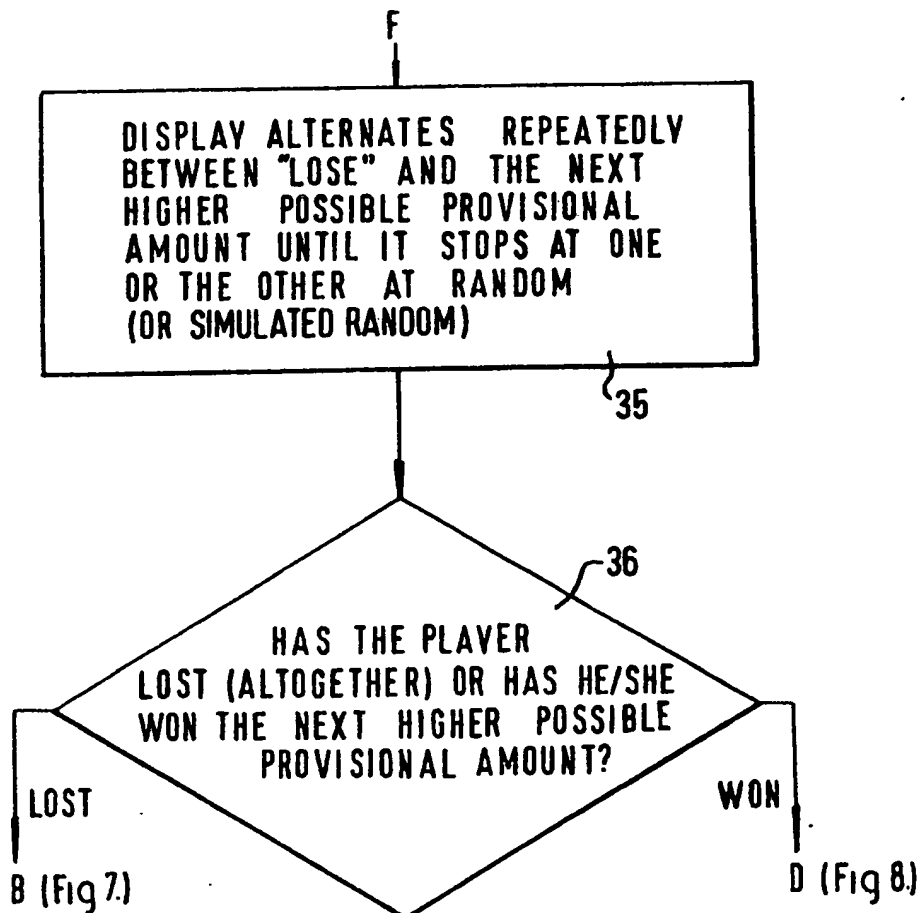 F
DISPLAY ALTERNATES REPEATEDLY
BETWEEN "LOSE" AND THE NEXT
HIGHER POSSIBLE PROVISIONAL
AMOUNT UNTIL IT STOPS AT ONE
OR THE OTHER AT RANDOM
(OR SIMULATED RANDOM)
35
36
HAS THE PLAVER
LOST (ALTOGETHER) OR HAS HE/SHE
WON THE NEXT HIGHER POSSIBLE
PROVISIONAL AMOUNT?
LOST
WON
B (Fig 7.)
D (Fig 8.)